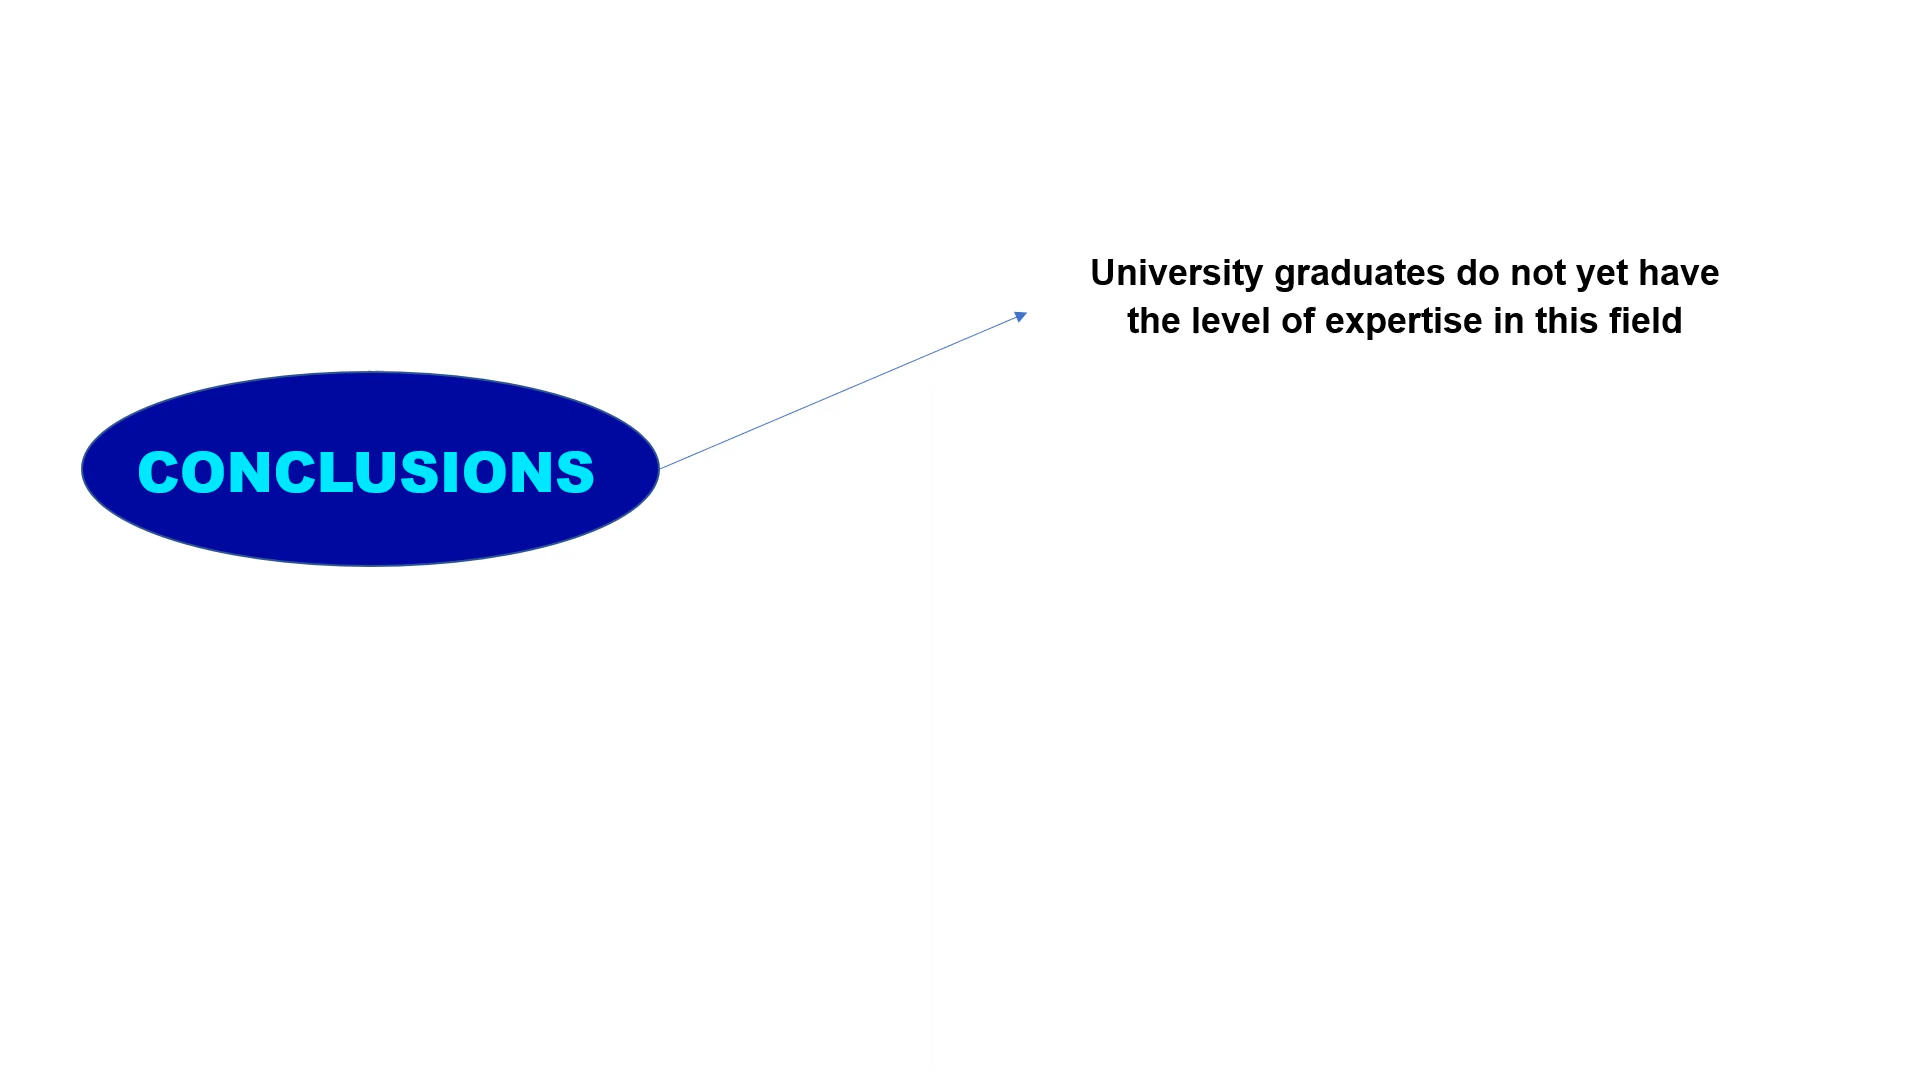 CONCLUSIONS
University graduates do not yet have
the level of expertise in this field